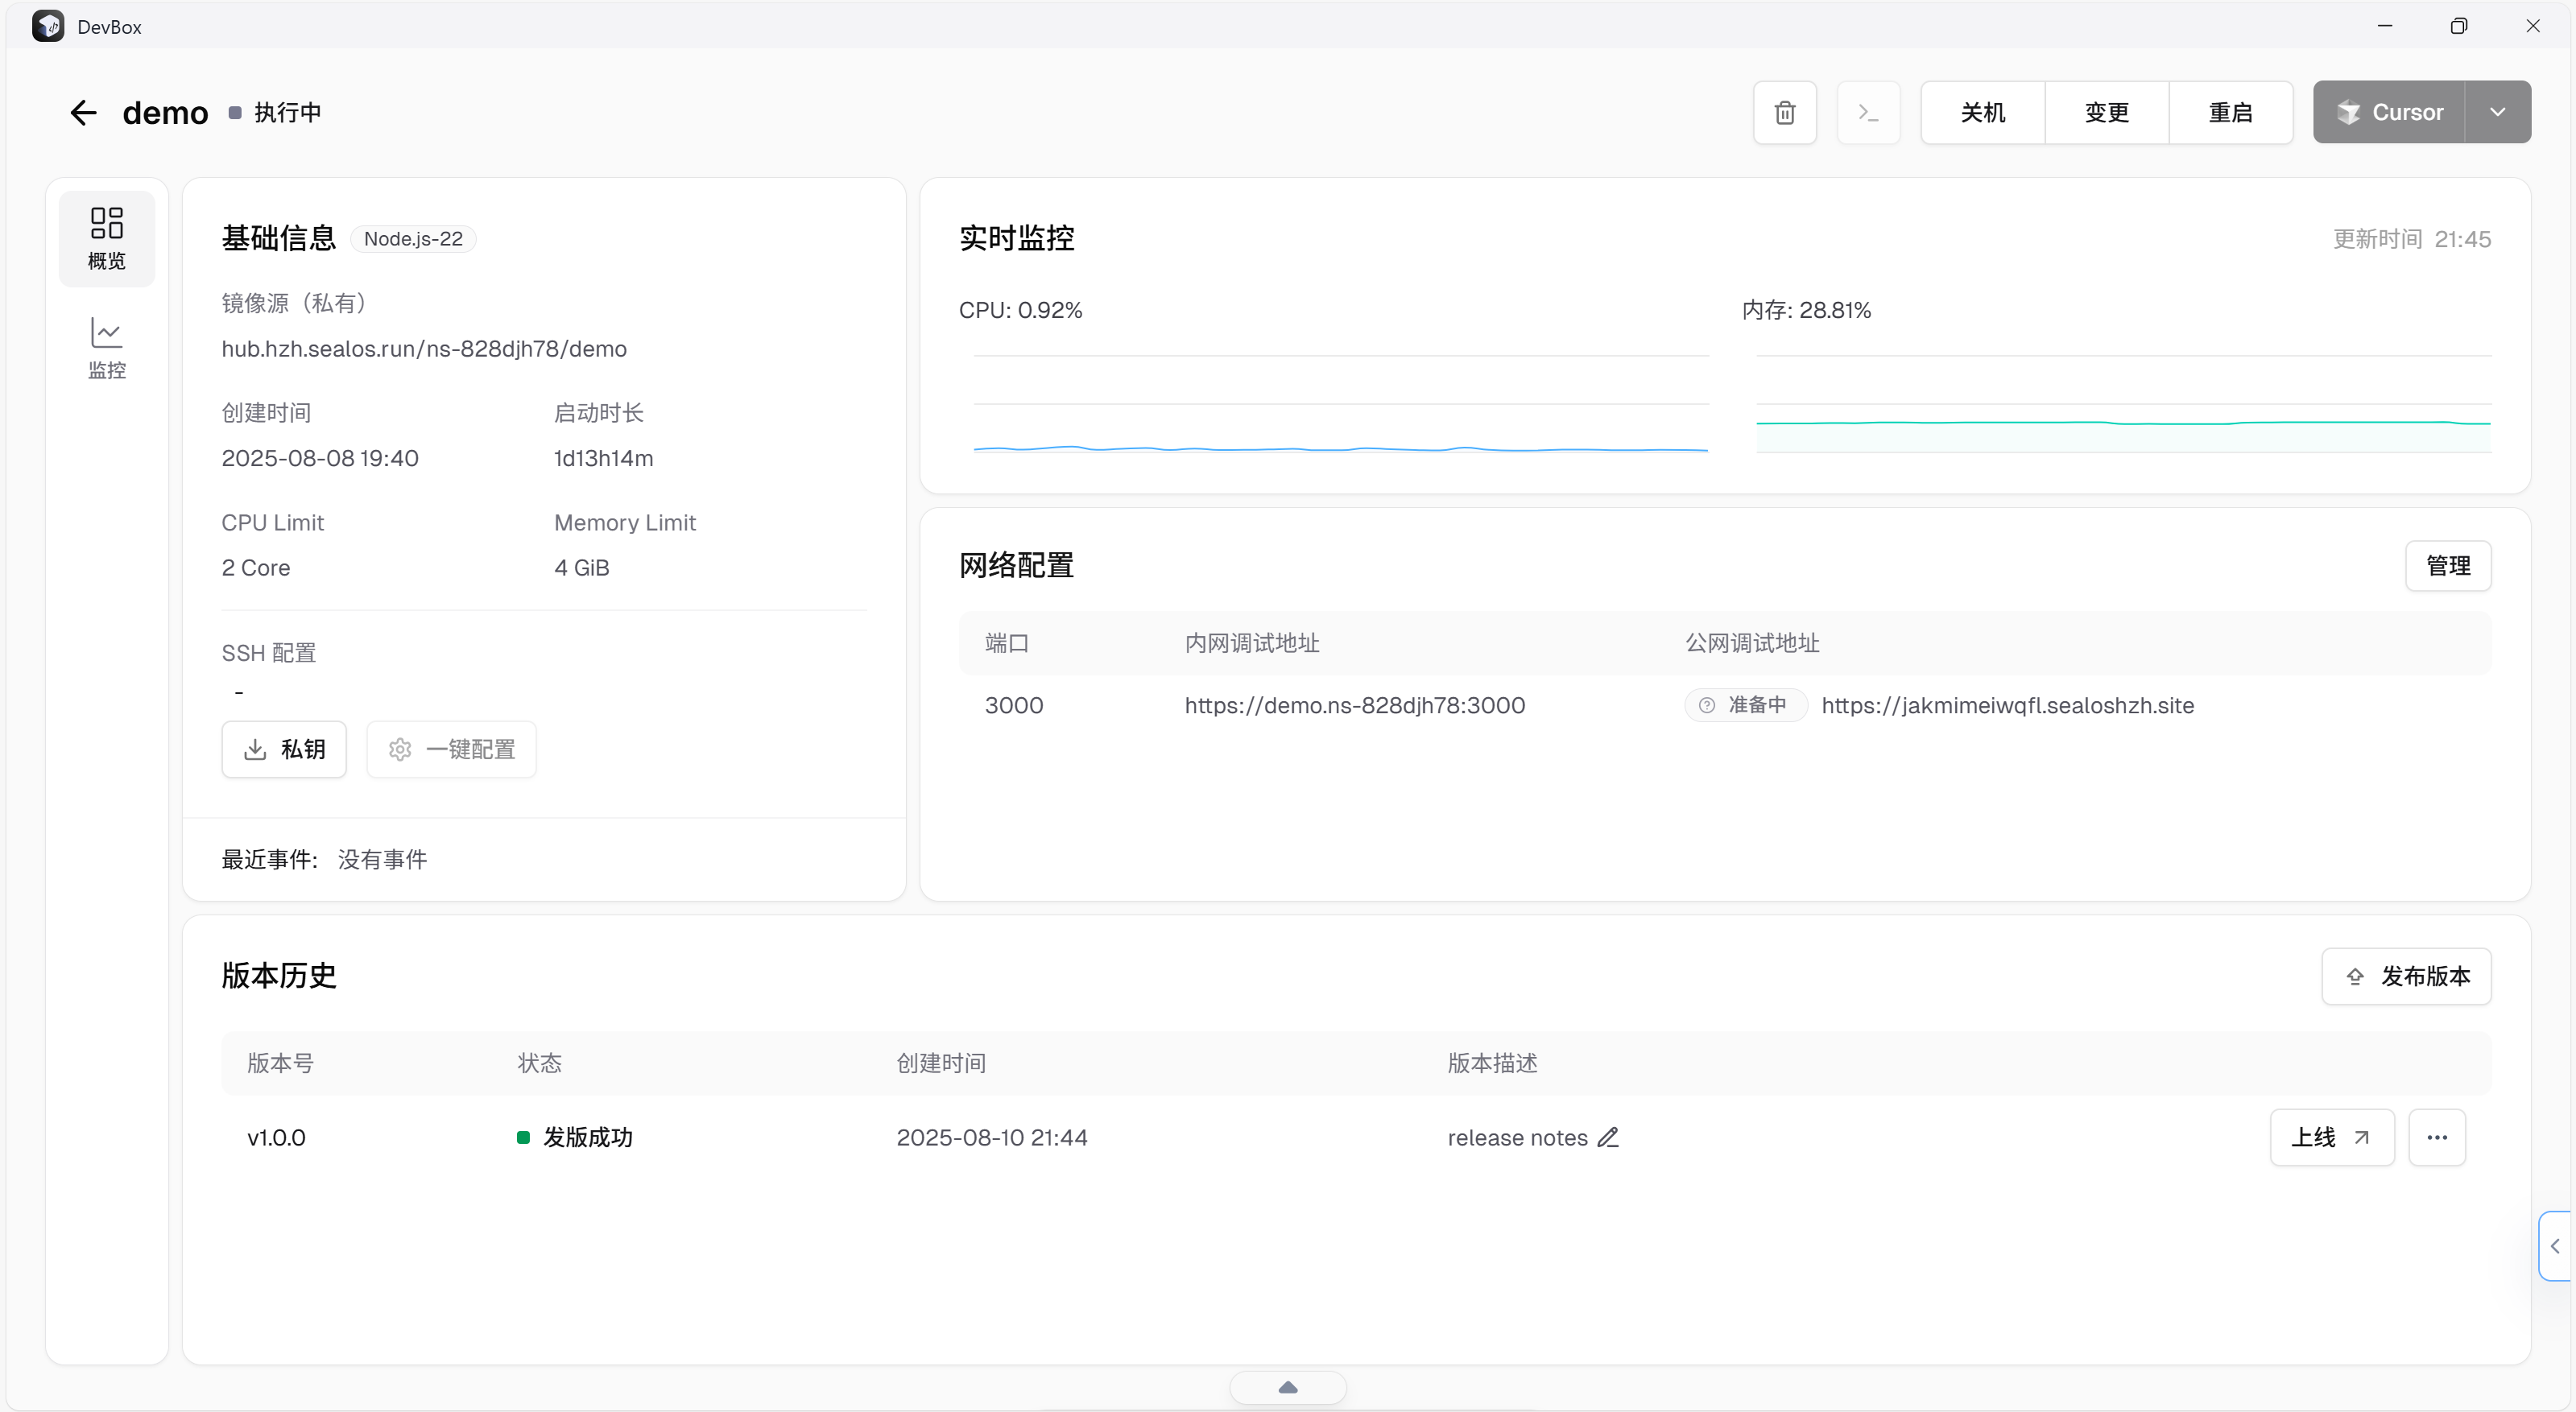 DevBox
demo 执行中
关机 变更 重启 Cursor
概览
监控
基础信息 Node.js-22
镜像源（私有）
hub.hzh.sealos.run/ns-828djh78/demo
创建时间 启动时长
2025-08-08 19:40 1d13h14m
CPU Limit Memory Limit
2 Core 4 GiB
SSH 配置
-
私钥 一键配置
最近事件: 没有事件
实时监控 更新时间 21:45
CPU: 0.92% 内存: 28.81%
网络配置 管理
端口 内网调试地址 公网调试地址
3000 https://demo.ns-828djh78:3000 准备中 https://jakmimeiwqfl.sealoshzh.site
版本历史 发布版本
版本号 状态 创建时间 版本描述
v1.0.0 发版成功 2025-08-10 21:44 release notes 上线